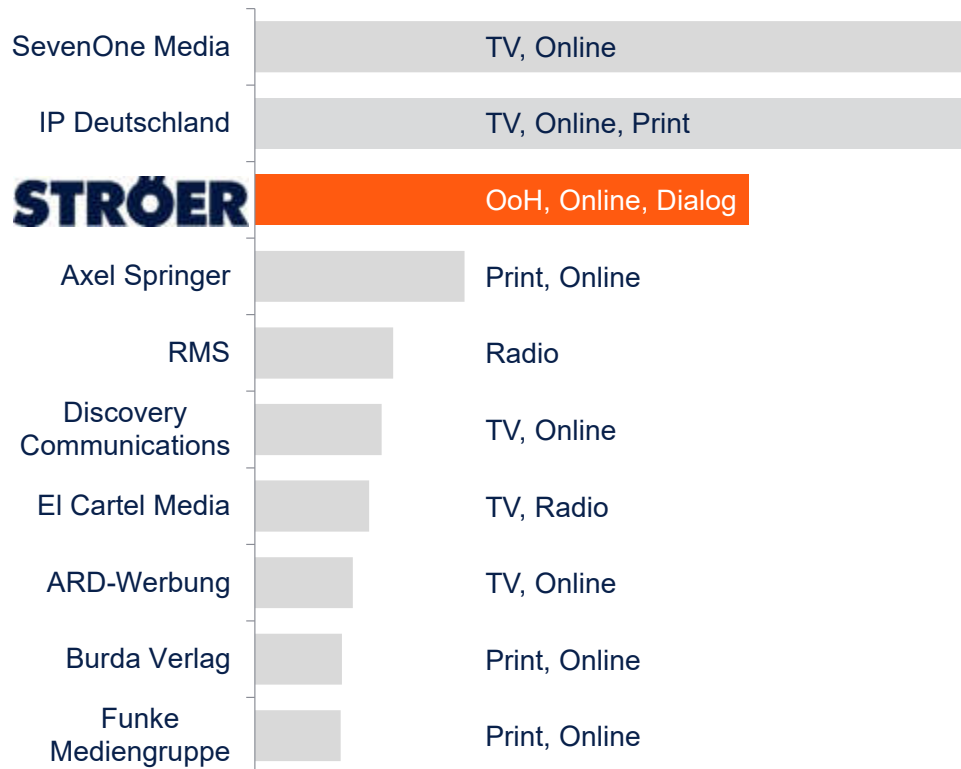 SevenOne Media TV, Online
IP Deutschland TV, Online, Print
STRÖER OoH, Online, Dialog
Axel Springer Print, Online
RMS Radio
Discovery
Communications TV, Online
El Cartel Media TV, Radio
ARD-Werbung TV, Online
Burda Verlag Print, Online
Funke
Mediengruppe Print, Online